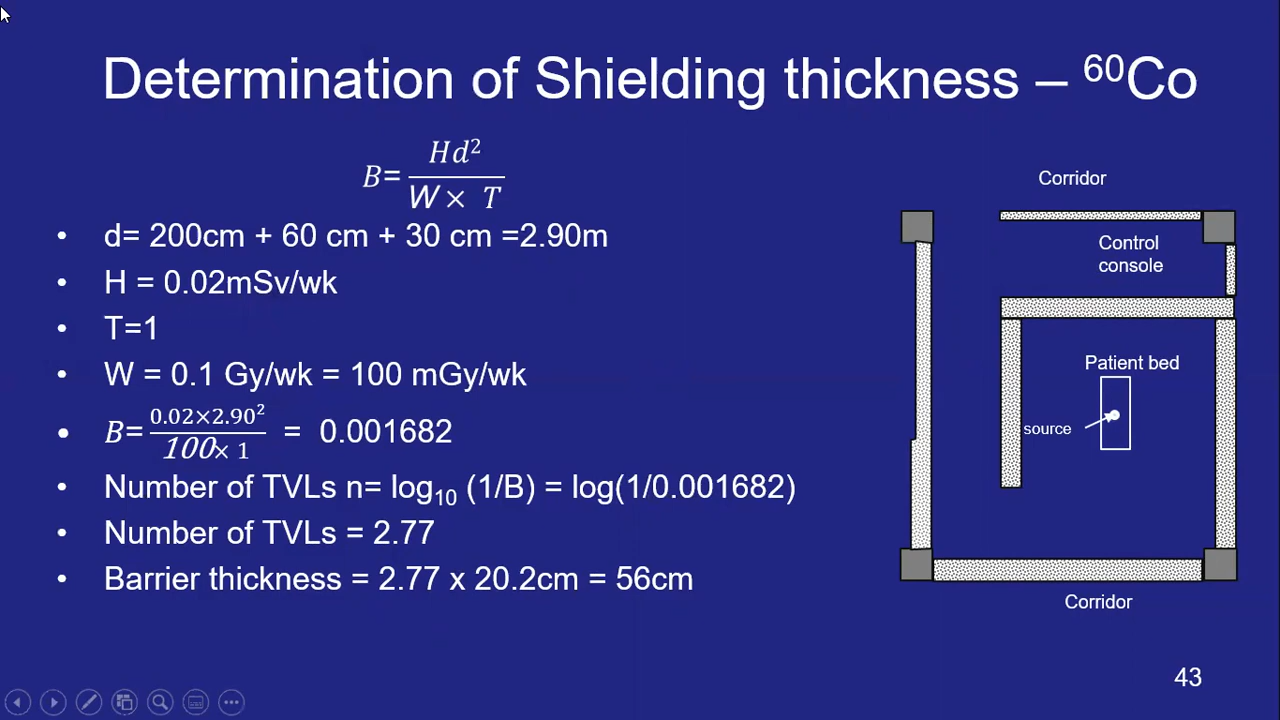 Determination of Shielding thickness – ⁶⁰Co
B= Hd² / W × T
• d= 200cm + 60 cm + 30 cm =2.90m
• H = 0.02mSv/wk
• T=1
• W = 0.1 Gy/wk = 100 mGy/wk
• B= 0.02×2.90² / 100× 1 = 0.001682
• Number of TVLs n= log₁₀ (1/B) = log(1/0.001682)
• Number of TVLs = 2.77
• Barrier thickness = 2.77 x 20.2cm = 56cm
Corridor
Control
console
Patient bed
source
Corridor
43